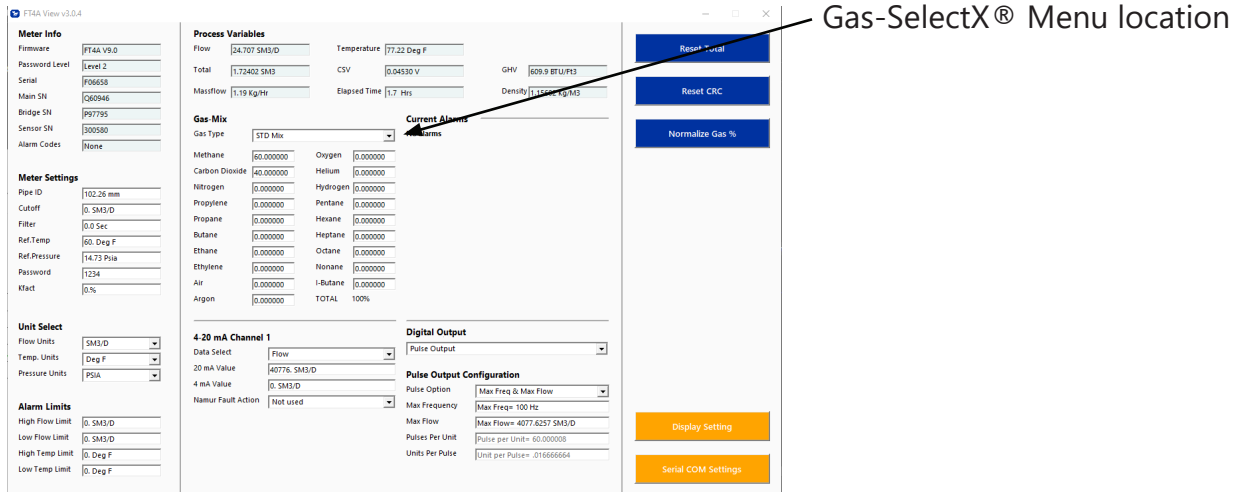 FT4A View v3.0.4
Gas-SelectX® Menu location
Meter Info
Firmware FT4A V9.0
Password Level Level 2
Serial F06658
Main SN Q60946
Bridge SN P97795
Sensor SN 300580
Alarm Codes None
Meter Settings
Pipe ID 102.26 mm
Cutoff 0. SM3/D
Filter 0.0 Sec
Ref.Temp 60. Deg F
Ref.Pressure 14.73 Psia
Password 1234
Kfact 0.%
Unit Select
Flow Units SM3/D
Temp. Units Deg F
Pressure Units PSIA
Alarm Limits
High Flow Limit 0. SM3/D
Low Flow Limit 0. SM3/D
High Temp Limit 0. Deg F
Low Temp Limit 0. Deg F
Process Variables
Flow 24.707 SM3/D Temperature 77.22 Deg F
Total 1.72402 SM3 CSV 0.04530 V GHV 609.9 BTU/Ft3
Massflow 1.19 Kg/Hr Elapsed Time 1.7 Hrs Density Kg/M3
Gas-Mix
Gas Type STD Mix
Methane 60.000000 Oxygen 0.000000
Carbon Dioxide 40.000000 Helium 0.000000
Nitrogen 0.000000 Hydrogen 0.000000
Propylene 0.000000 Pentane 0.000000
Propane 0.000000 Hexane 0.000000
Butane 0.000000 Heptane 0.000000
Ethane 0.000000 Octane 0.000000
Ethylene 0.000000 Nonane 0.000000
Air 0.000000 I-Butane 0.000000
Argon 0.000000 TOTAL 100%
Current Alarms
No Alarms
4-20 mA Channel 1
Data Select Flow
20 mA Value 40776. SM3/D
4 mA Value 0. SM3/D
Namur Fault Action Not used
Digital Output
Pulse Output
Pulse Output Configuration
Pulse Option Max Freq & Max Flow
Max Frequency Max Freq= 100 Hz
Max Flow Max Flow= 4077.6257 SM3/D
Pulses Per Unit Pulse per Unit= 60.000008
Units Per Pulse Unit per Pulse= .016666664
Reset Total
Reset CRC
Normalize Gas %
Display Setting
Serial COM Settings